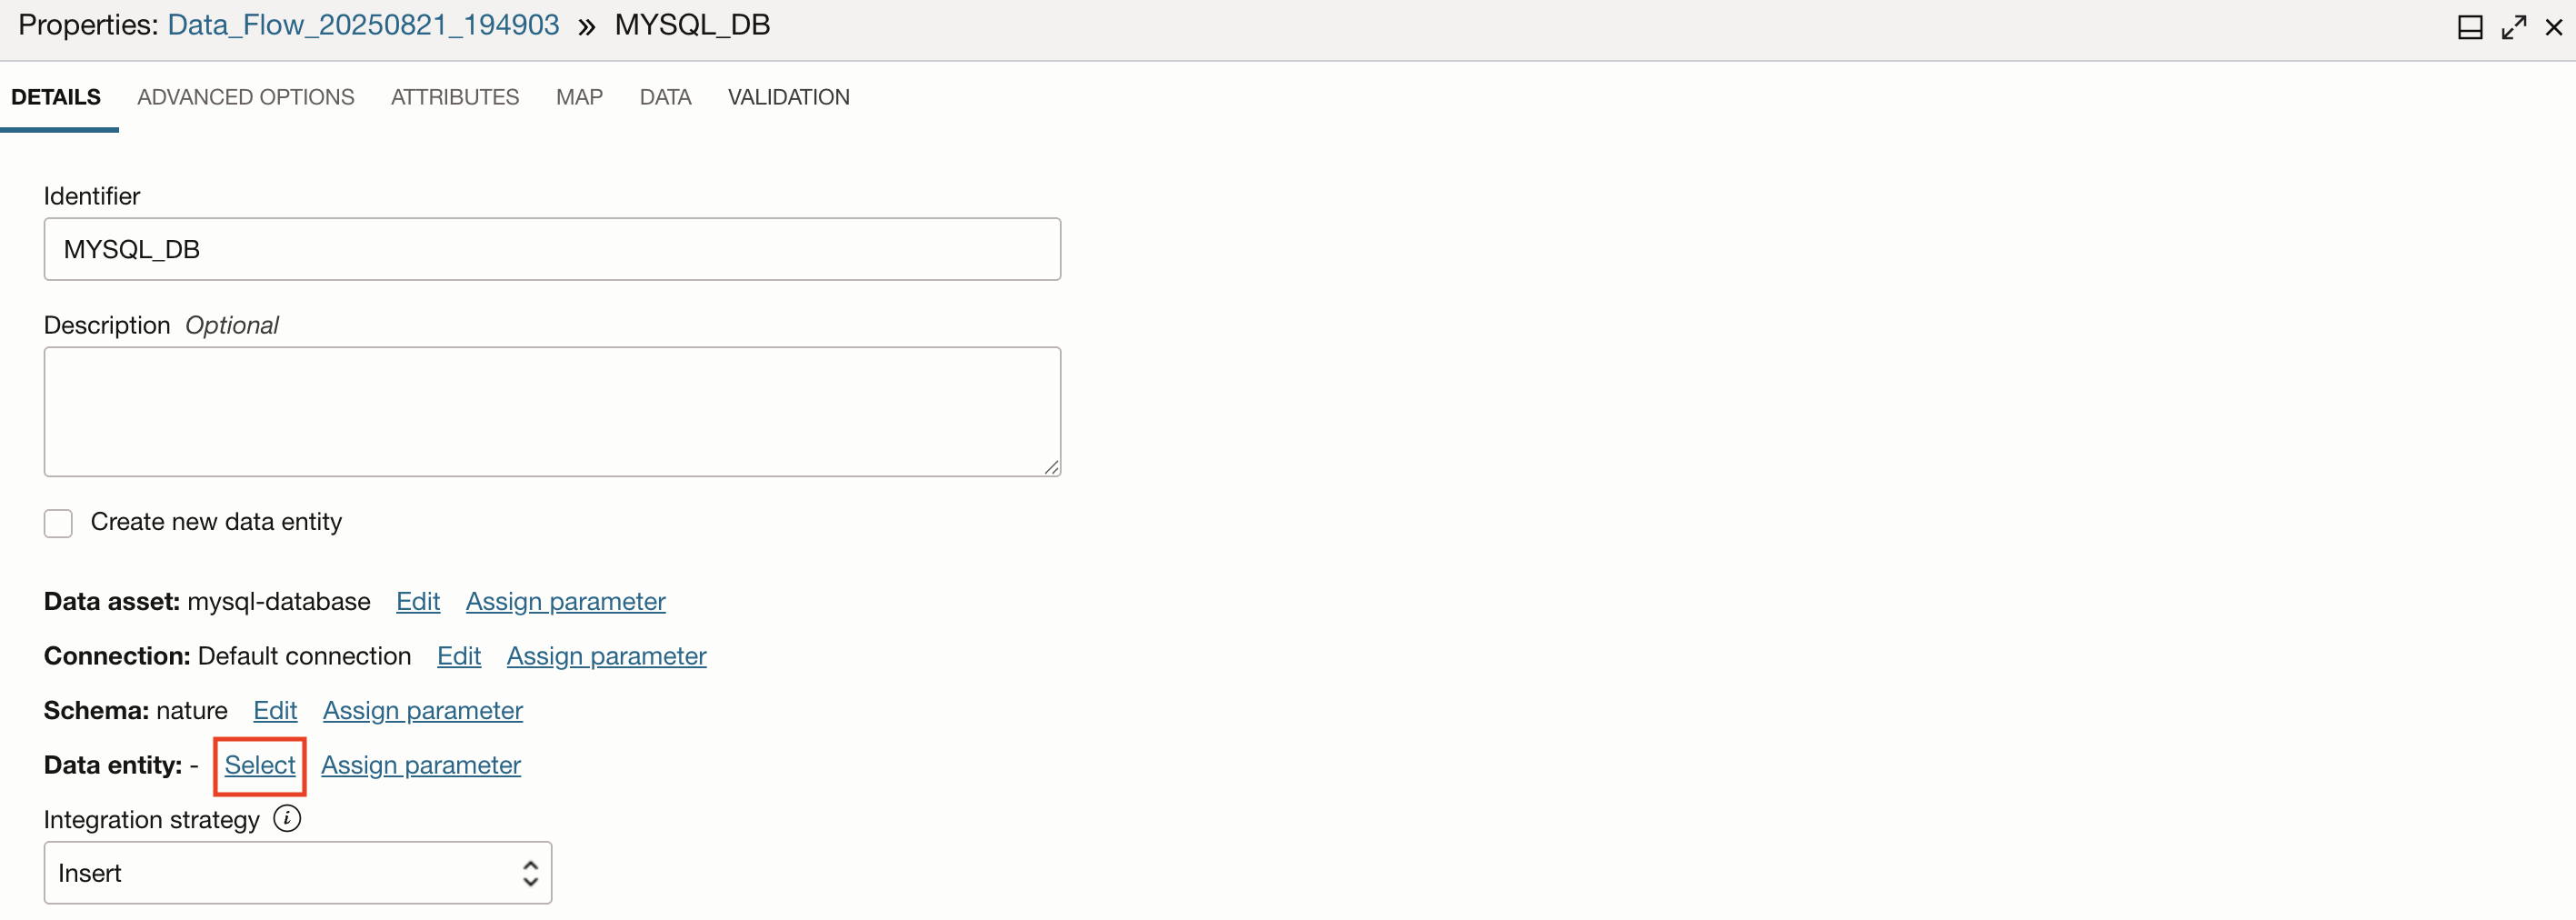 Properties: Data_Flow_20250821_194903 » MYSQL_DB
DETAILS ADVANCED OPTIONS ATTRIBUTES MAP DATA VALIDATION
Identifier
MYSQL_DB
Description Optional
Create new data entity
Data asset: mysql-database Edit Assign parameter
Connection: Default connection Edit Assign parameter
Schema: nature Edit Assign parameter
Data entity: - Select Assign parameter
Integration strategy i
Insert